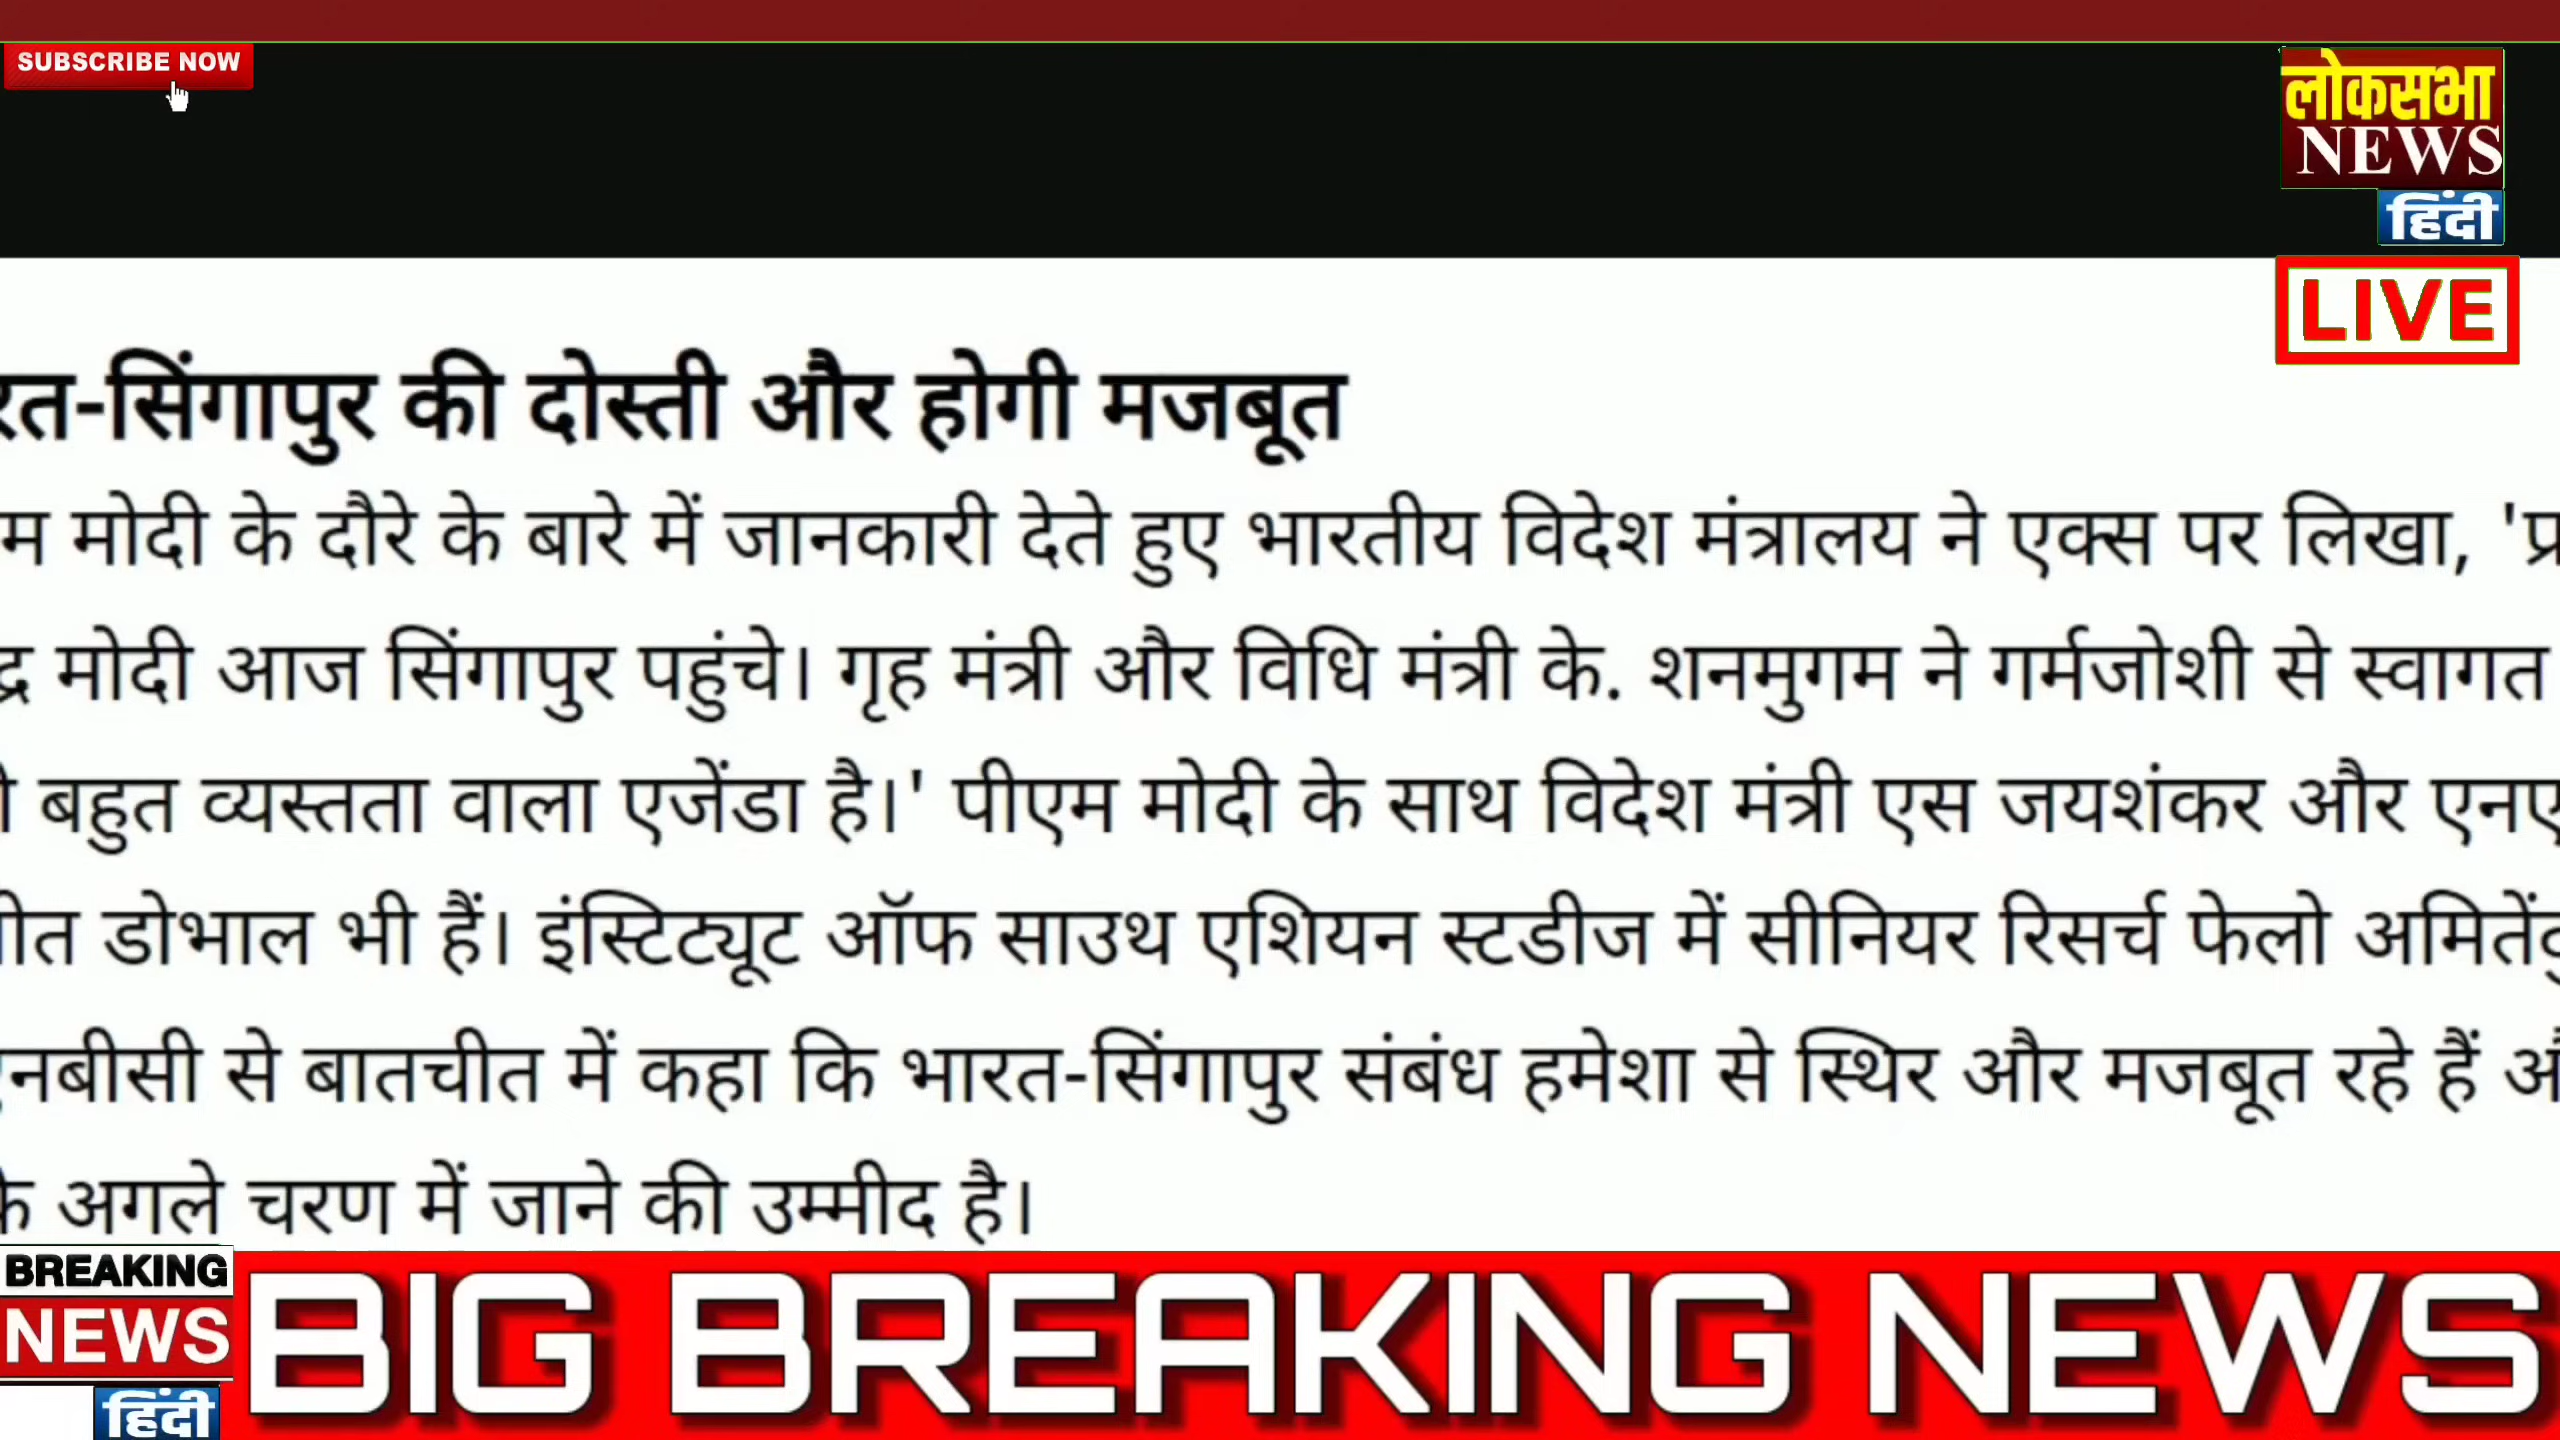 SUBSCRIBE NOW
लोकसभा
NEWS
हिंदी
LIVE
रत-सिंगापुर की दोस्ती और होगी मजबूत
म मोदी के दौरे के बारे में जानकारी देते हुए भारतीय विदेश मंत्रालय ने एक्स पर लिखा, 'प्र
द्र मोदी आज सिंगापुर पहुंचे। गृह मंत्री और विधि मंत्री के. शनमुगम ने गर्मजोशी से स्वागत
बहुत व्यस्तता वाला एजेंडा है।' पीएम मोदी के साथ विदेश मंत्री एस जयशंकर और एनए
ीत डोभाल भी हैं। इंस्टिट्यूट ऑफ साउथ एशियन स्टडीज में सीनियर रिसर्च फेलो अमितेंदु
एनबीसी से बातचीत में कहा कि भारत-सिंगापुर संबंध हमेशा से स्थिर और मजबूत रहे हैं औ
के अगले चरण में जाने की उम्मीद है।
BREAKING
NEWS
हिंदी
BIG BREAKING NEWS